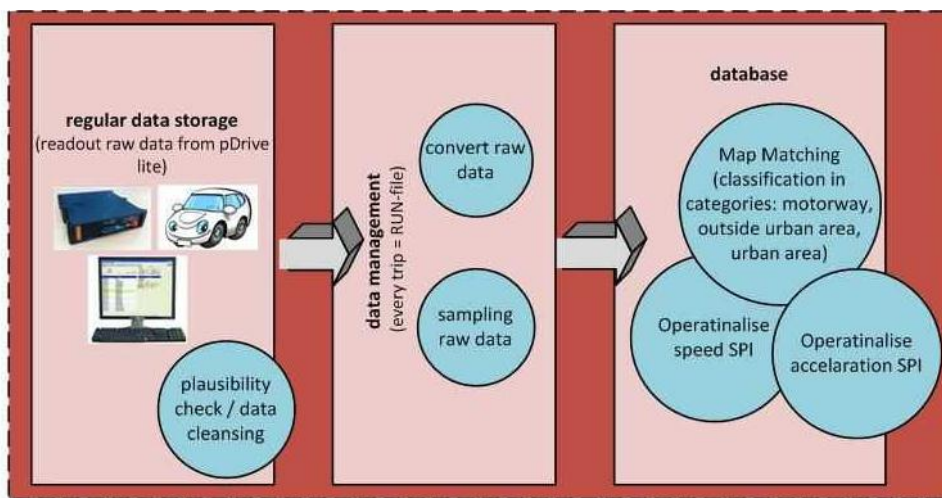 regular data storage
(readout raw data from pDrive
lite)
plausibility
check / data
cleansing
data management
(every trip = RUN-file)
convert raw
data
sampling
raw data
database
Map Matching
(classification in
categories: motorway,
outside urban area,
urban area)
Operatinalise
speed SPI
Operatinalise
accelaration SPI